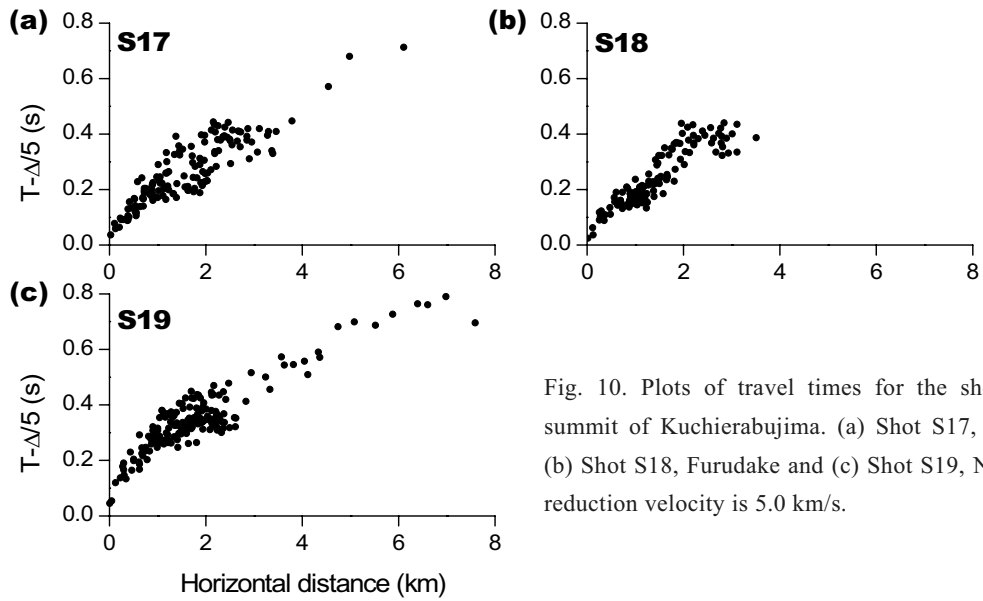 (a)
S17
0.8
0.6
0.4
0.2
0.0
T-Δ/5 (s)
0 2 4 6 8
(b)
S18
0.8
0.6
0.4
0.2
0.0
0 2 4 6 8
(c)
S19
0.8
0.6
0.4
0.2
0.0
T-Δ/5 (s)
0 2 4 6 8
Horizontal distance (km)
Fig. 10. Plots of travel times for the sh
summit of Kuchierabujima. (a) Shot S17,
(b) Shot S18, Furudake and (c) Shot S19, N
reduction velocity is 5.0 km/s.